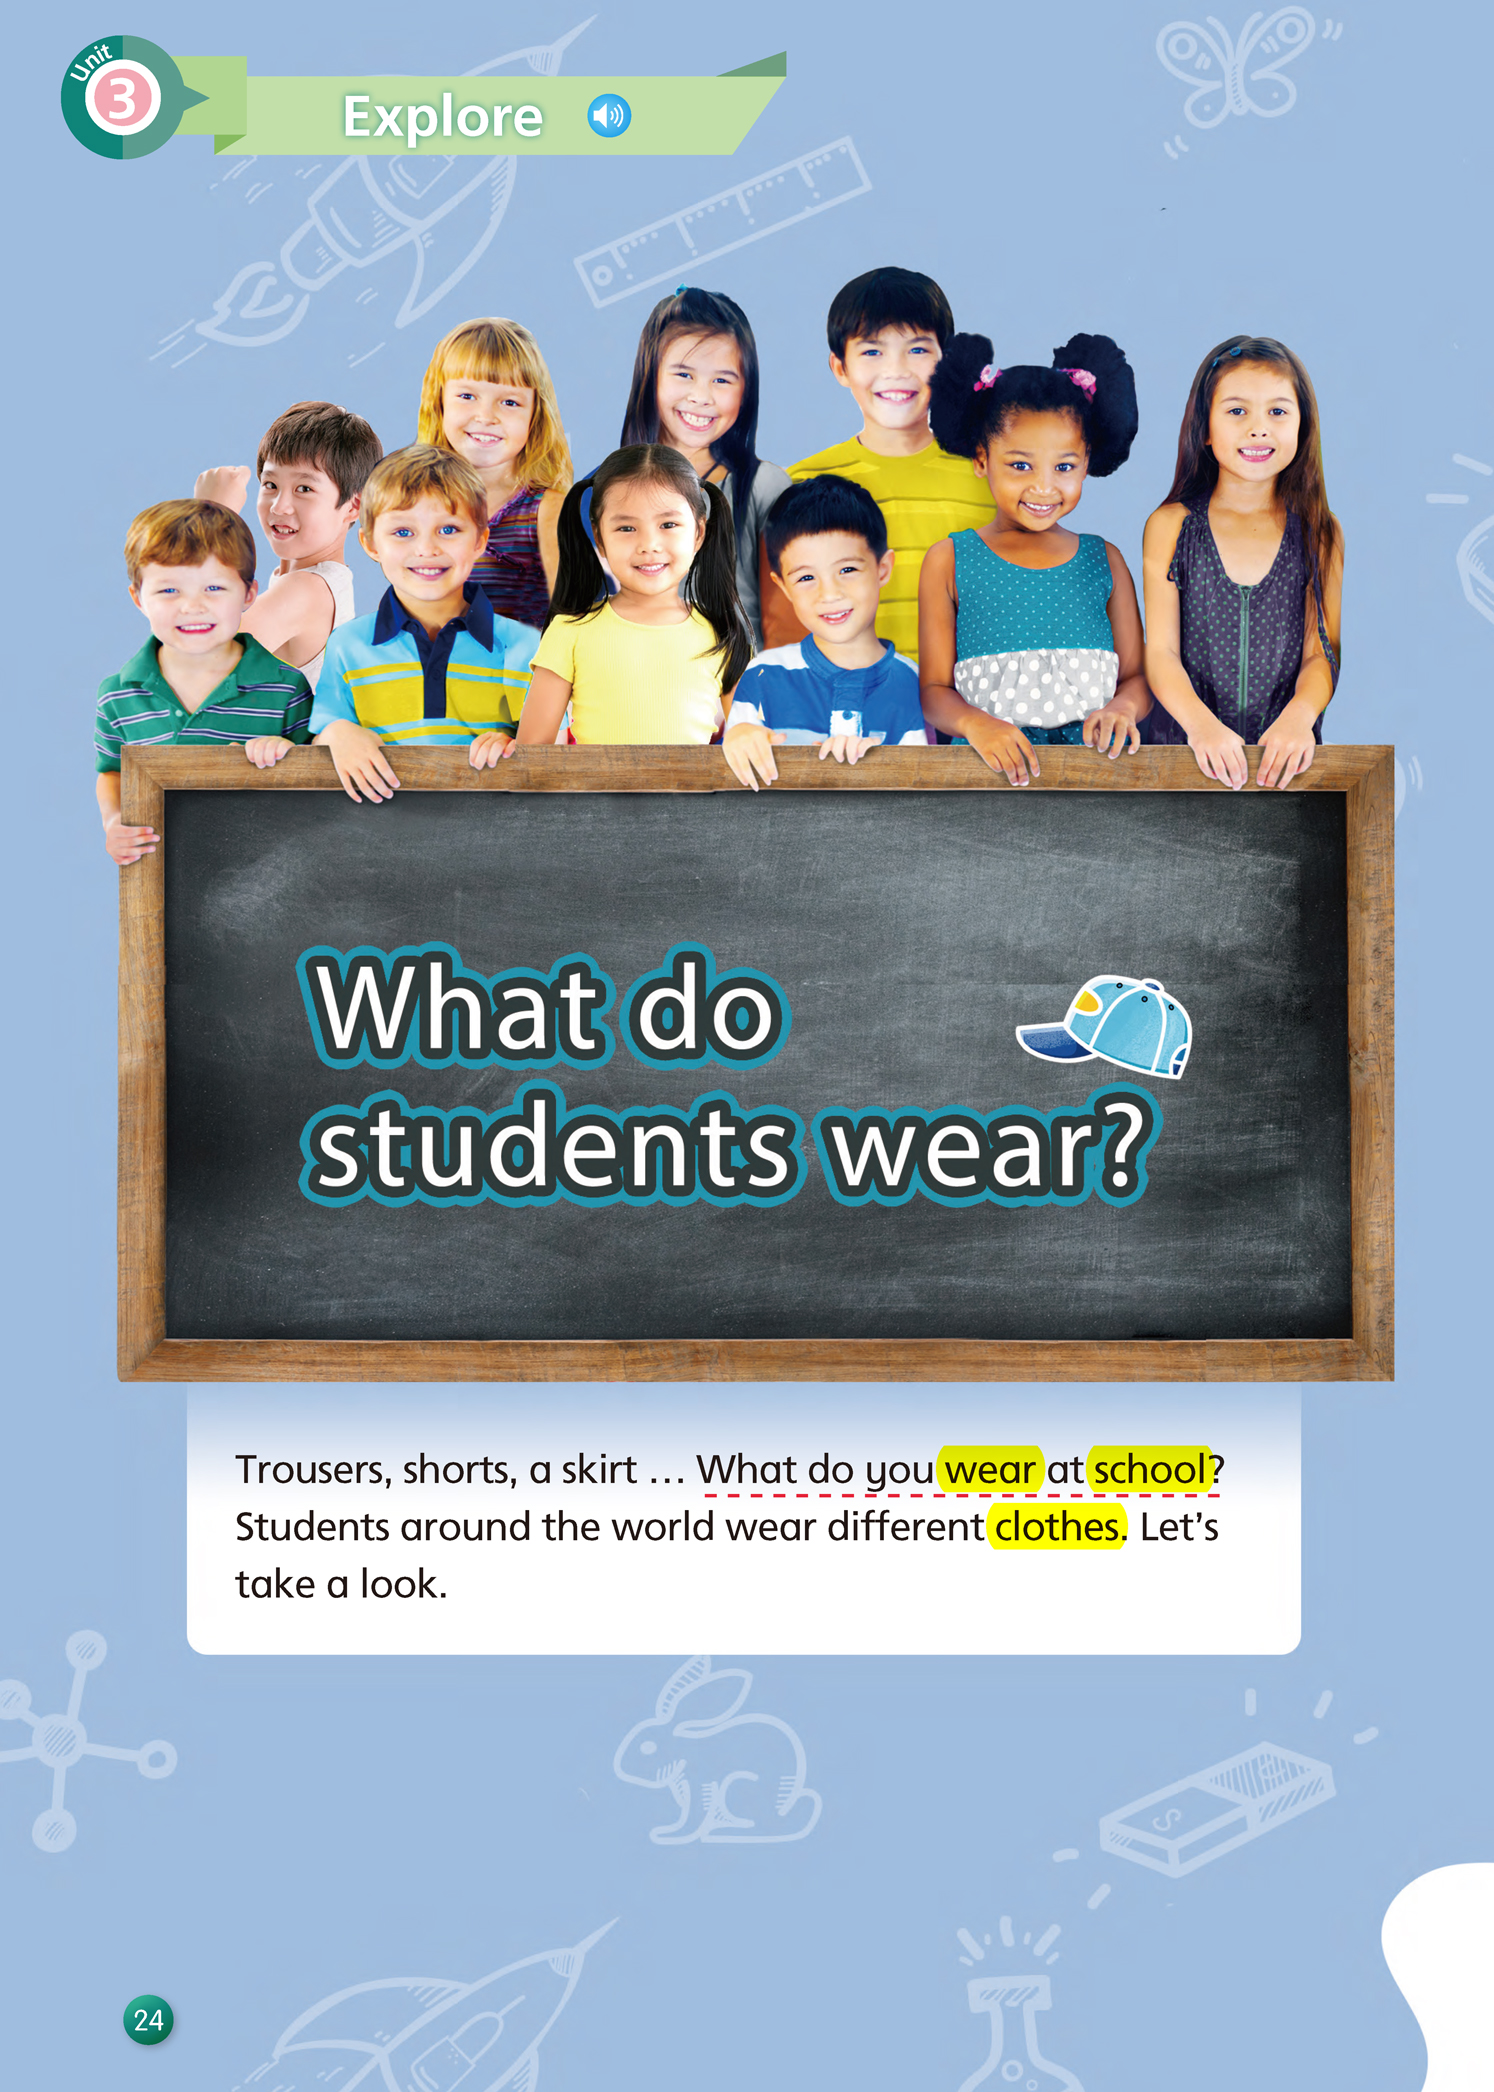 Unit
3
Explore
What do
students wear?
Trousers, shorts, a skirt … What do you wear at school?
Students around the world wear different clothes. Let's
take a look.
24